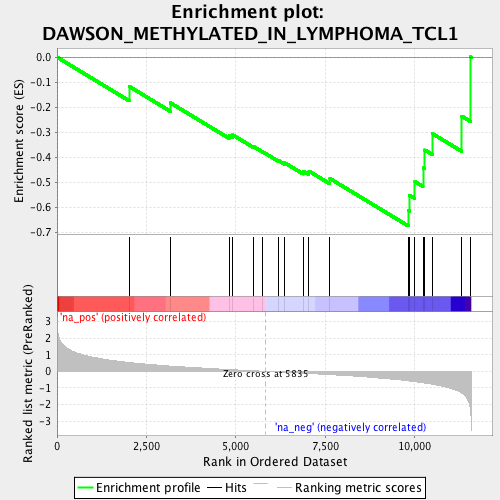 Enrichment plot:
DAWSON_METHYLATED_IN_LYMPHOMA_TCL1
Enrichment score (ES)
0.0
-0.1
-0.2
-0.3
-0.4
-0.5
-0.6
-0.7
'na_pos' (positively correlated)
Ranked list metric (PreRanked)
3
2
1
0
-1
-2
-3
Zero cross at 5835
'na_neg' (negatively correlated)
0
2,500
5,000
7,500
10,000
Rank in Ordered Dataset
Enrichment profile
Hits
Ranking metric scores